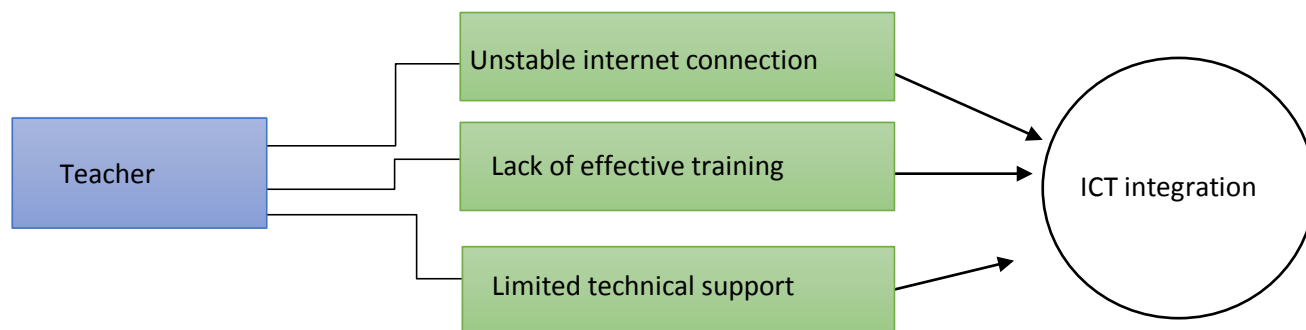 Unstable internet connection
Teacher
Lack of effective training
ICT integration
Limited technical support